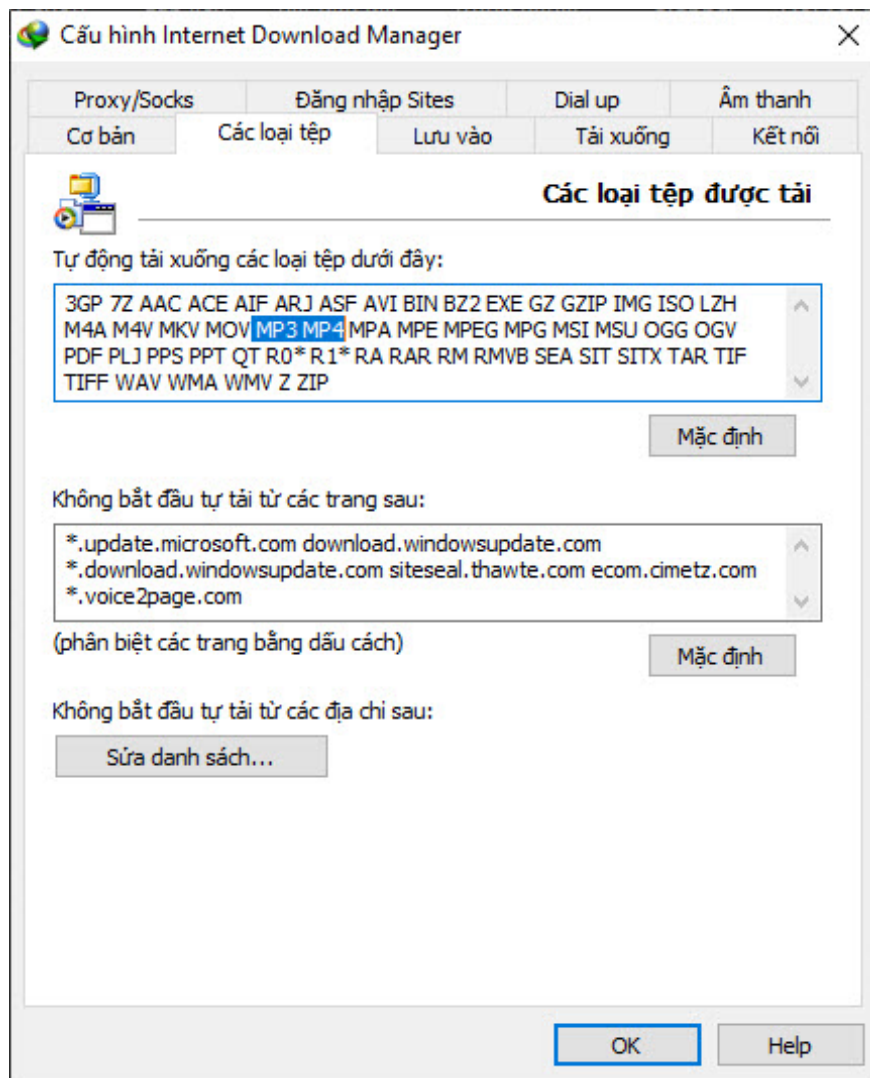 Cấu hình Internet Download Manager
Proxy/Socks Đăng nhập Sites Dial up Âm thanh
Cơ bản Các loại tệp Lưu vào Tải xuống Kết nối
Các loại tệp được tải
Tự động tải xuống các loại tệp dưới đây:
3GP 7Z AAC ACE AIF ARJ ASF AVI BIN BZ2 EXE GZ GZIP IMG ISO LZH
M4A M4V MKV MOV MP3 MP4 MPA MPE MPEG MPG MSI MSU OGG OGV
PDF PLJ PPS PPT QT R0* R1* RA RAR RM RMVB SEA SIT SITX TAR TIF
TIFF WAV WMA WMV Z ZIP
Mặc định
Không bắt đầu tự tải từ các trang sau:
*.update.microsoft.com download.windowsupdate.com
*.download.windowsupdate.com siteseal.thawte.com ecom.cimetz.com
*.voice2page.com
(phân biệt các trang bằng dấu cách)
Mặc định
Không bắt đầu tự tải từ các địa chỉ sau:
Sửa danh sách...
OK Help